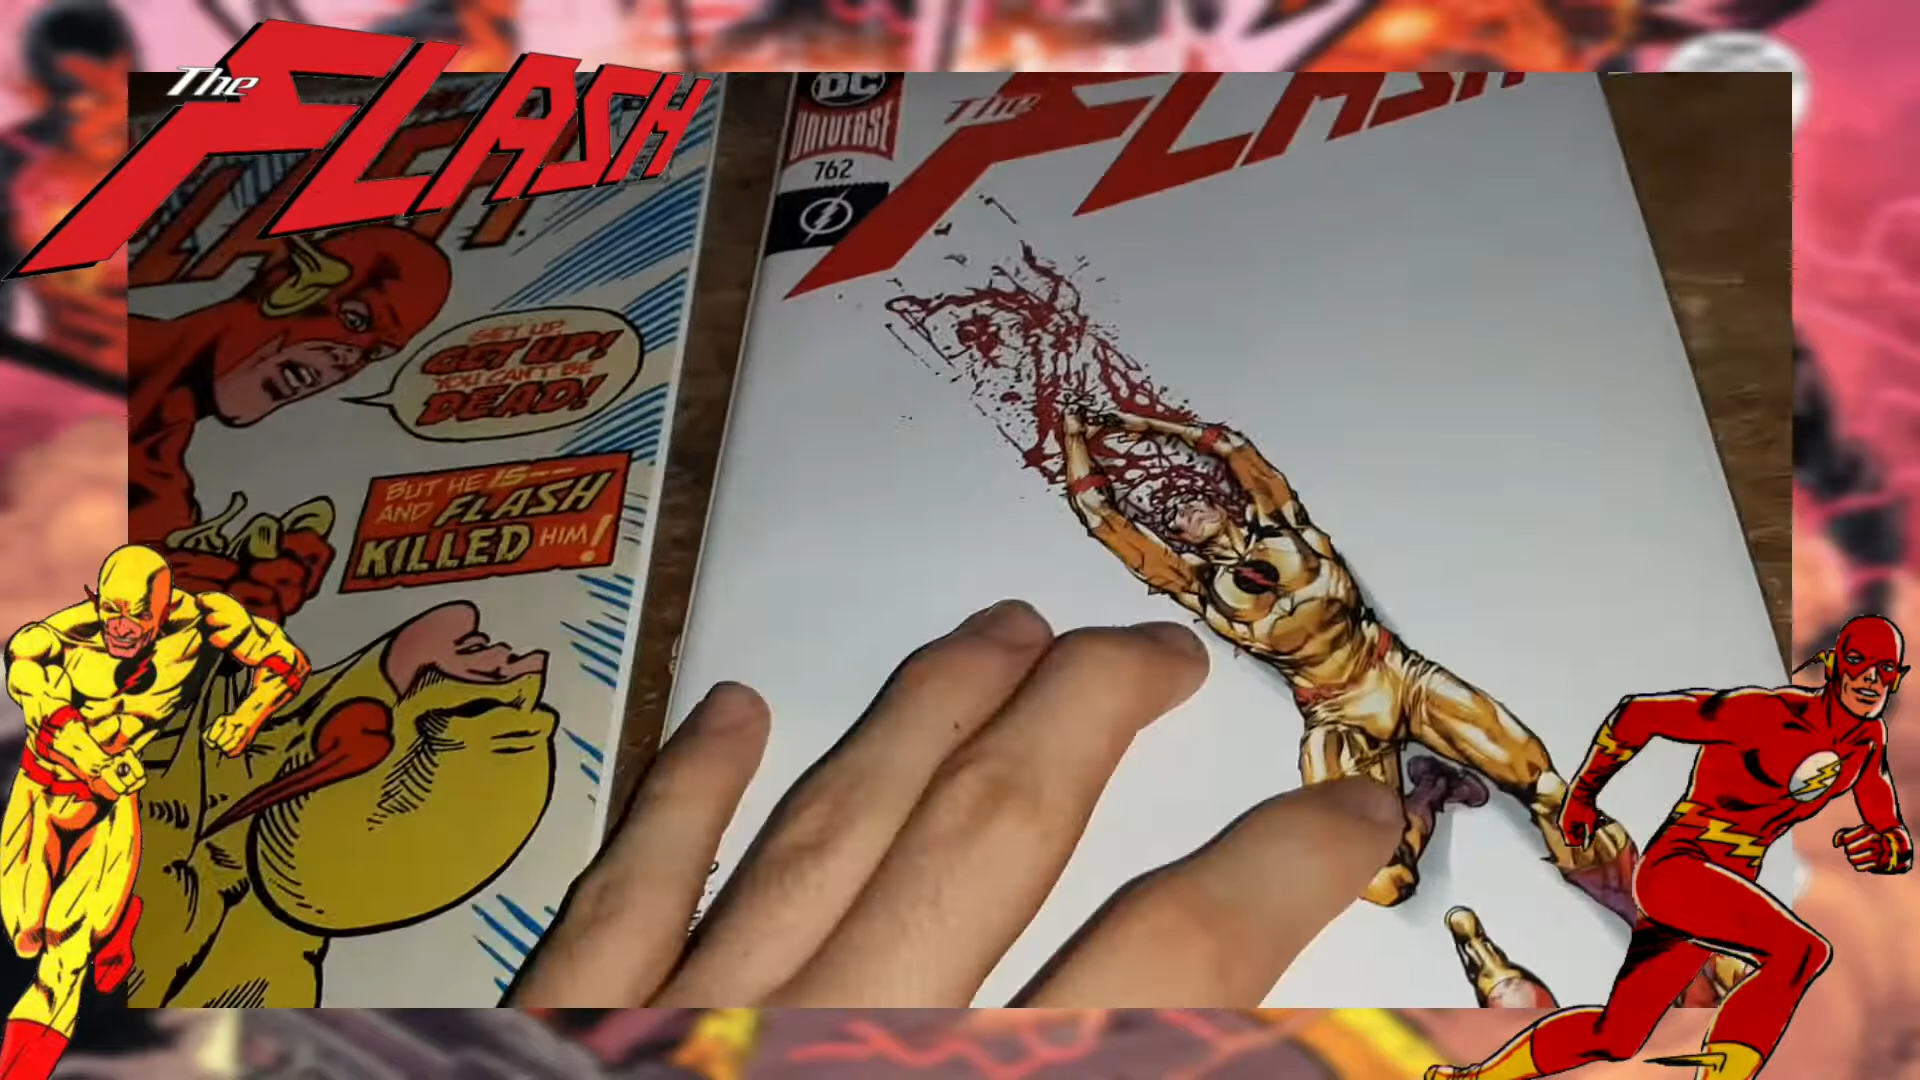 The
FLASH
FLASH
GET UP,
GET UP!
YOU CAN'T BE
DEAD!
BUT HE IS--
AND FLASH
KILLED HIM!
DC
UNIVERSE
762
The
FLASH